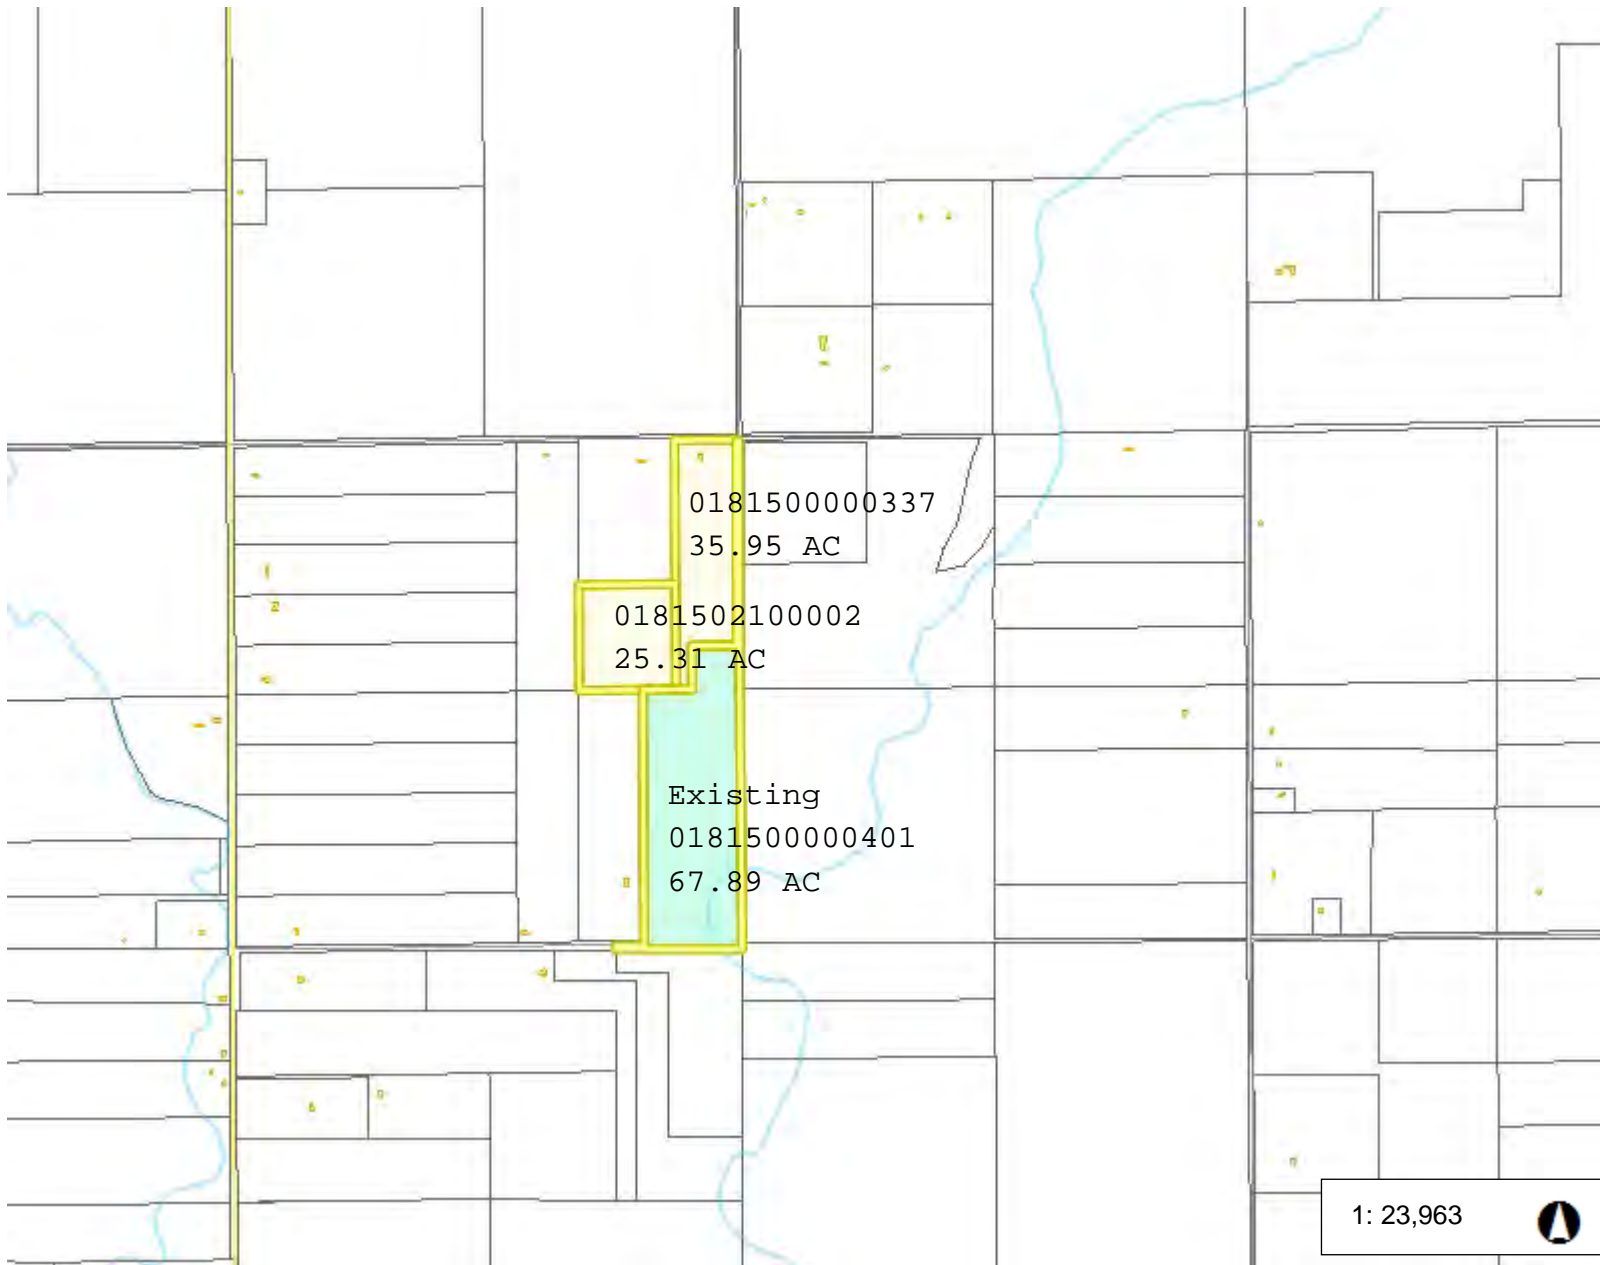 0181500000337
35.95 AC
0181502100002
25.31 AC
Existing
0181500000401
67.89 AC
1: 23,963